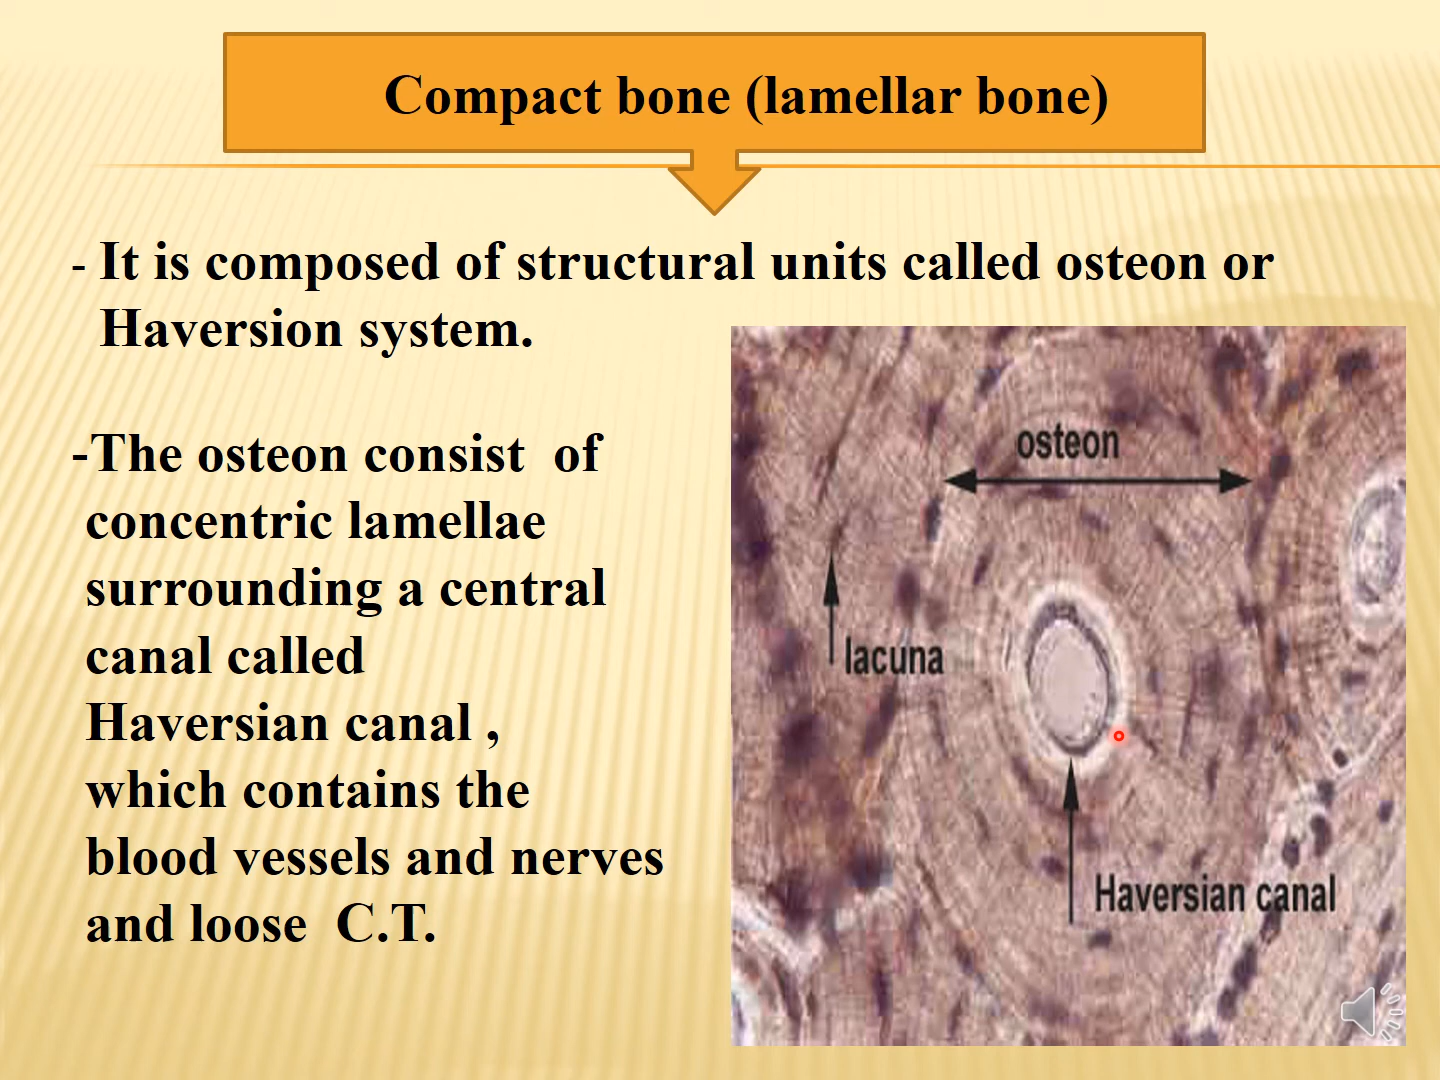 Compact bone (lamellar bone)
- It is composed of structural units called osteon or
Haversion system.
-The osteon consist of
concentric lamellae
surrounding a central
canal called
Haversian canal ,
which contains the
blood vessels and nerves
and loose C.T.
osteon
lacuna
Haversian canal